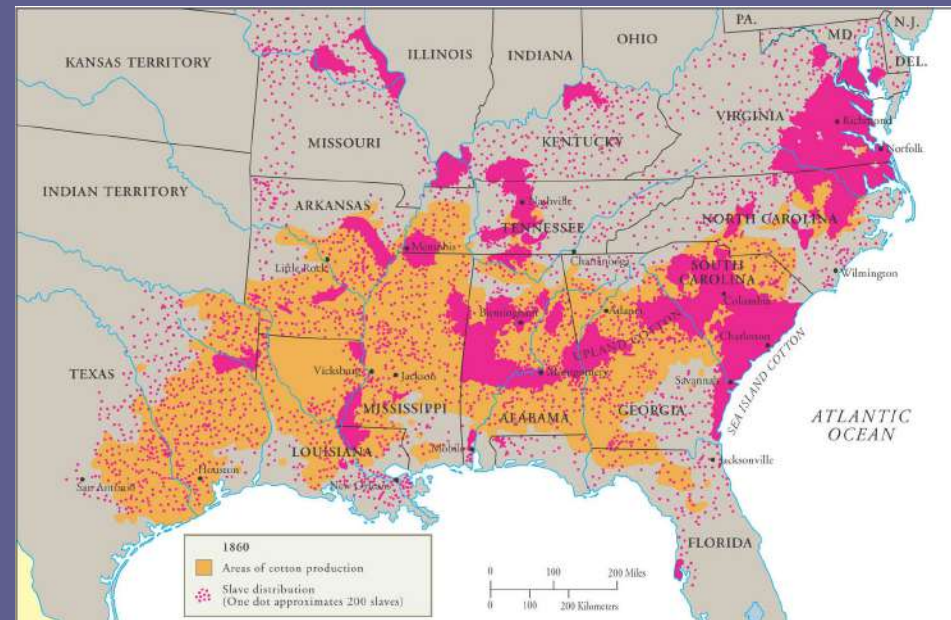 PA.
N.J.
OHIO
MD.
ILLINOIS
INDIANA
DEL.
KANSAS TERRITORY
VIRGINIA
Richmond
MISSOURI
KENTUCKY
Norfolk
INDIAN TERRITORY
ARKANSAS
Nashville
NORTH CAROLINA
TENNESSEE
Memphis
Chattanooga
Little Rock
SOUTH
CAROLINA
Wilmington
Columbia
Birmingham
Atlanta
UPLAND COTTON
Charleston
TEXAS
Vicksburg
Jackson
Montgomery
Savannah
SEA ISLAND COTTON
MISSISSIPPI
ALABAMA
GEORGIA
ATLANTIC
OCEAN
LOUISIANA
Mobile
Jacksonville
Houston
San Antonio
New Orleans
FLORIDA
1860
Areas of cotton production
Slave distribution
(One dot approximates 200 slaves)
0 100 200 Miles
0 100 200 Kilometers